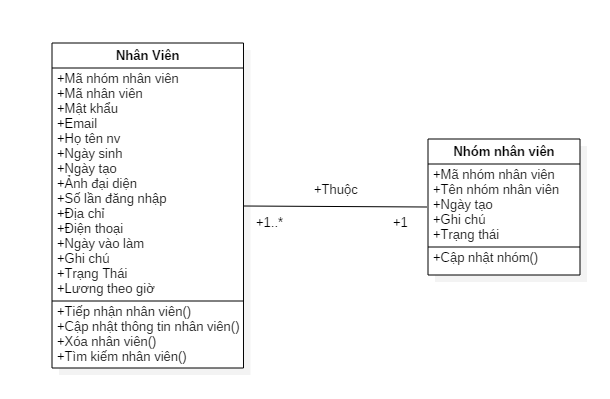 Nhân Viên
+Mã nhóm nhân viên
+Mã nhân viên
+Mật khẩu
+Email
+Họ tên nv
+Ngày sinh
+Ngày tạo
+Ảnh đại diện
+Số lần đăng nhập
+Địa chỉ
+Điện thoại
+Ngày vào làm
+Ghi chú
+Trạng Thái
+Lương theo giờ
+Tiếp nhận nhân viên()
+Cập nhật thông tin nhân viên()
+Xóa nhân viên()
+Tìm kiếm nhân viên()
+Thuộc
+1..*
+1
Nhóm nhân viên
+Mã nhóm nhân viên
+Tên nhóm nhân viên
+Ngày tạo
+Ghi chú
+Trạng thái
+Cập nhật nhóm()